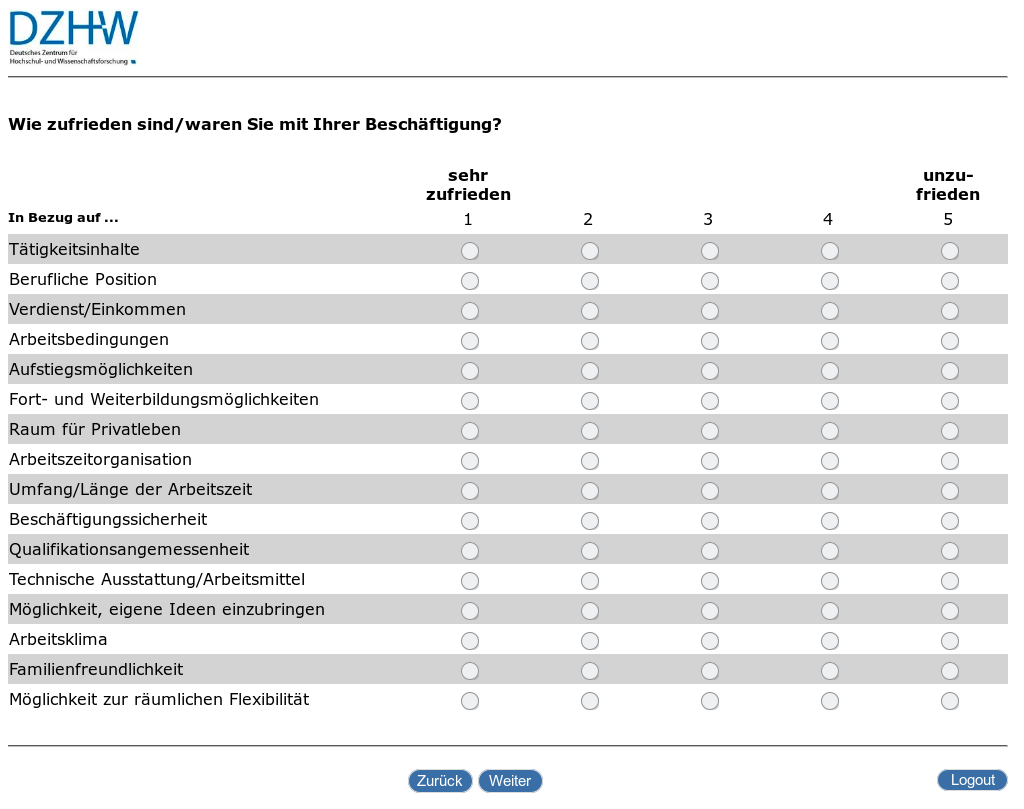 DZHW
Deutsches Zentrum für
Hochschul- und Wissenschaftsforschung
Wie zufrieden sind/waren Sie mit Ihrer Beschäftigung?
sehr unzu-
zufrieden frieden
In Bezug auf ... 1 2 3 4 5
Tätigkeitsinhalte
Berufliche Position
Verdienst/Einkommen
Arbeitsbedingungen
Aufstiegsmöglichkeiten
Fort- und Weiterbildungsmöglichkeiten
Raum für Privatleben
Arbeitszeitorganisation
Umfang/Länge der Arbeitszeit
Beschäftigungssicherheit
Qualifikationsangemessenheit
Technische Ausstattung/Arbeitsmittel
Möglichkeit, eigene Ideen einzubringen
Arbeitsklima
Familienfreundlichkeit
Möglichkeit zur räumlichen Flexibilität
Zurück Weiter Logout